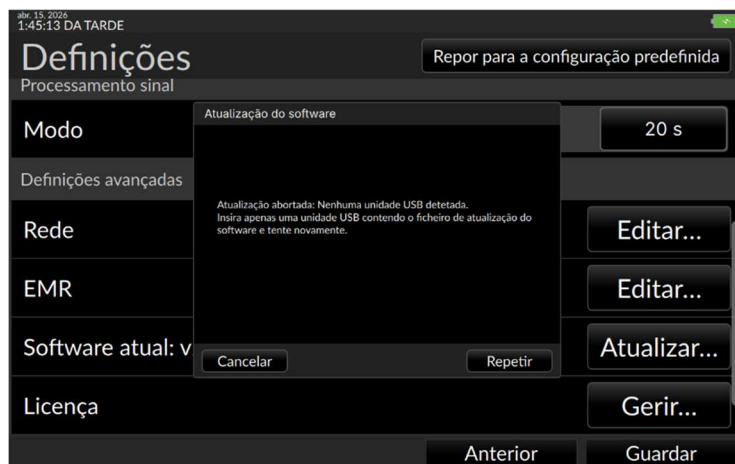 abr. 15, 2026
1:45:13 DA TARDE
Definições
Repor para a configuração predefinida
Processamento sinal
Atualização do software
Modo
20 s
Definições avançadas
Atualização abortada: Nenhuma unidade USB detetada.
Insira apenas uma unidade USB contendo o ficheiro de atualização do
software e tente novamente.
Rede
Editar...
EMR
Editar...
Software atual: v
Atualizar...
Cancelar
Repetir
Licença
Gerir...
Anterior
Guardar